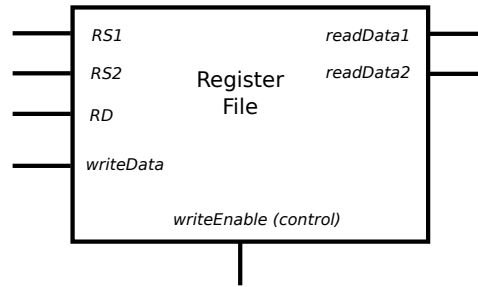 RS1
readData1
RS2
readData2
Register
File
RD
writeData
writeEnable (control)